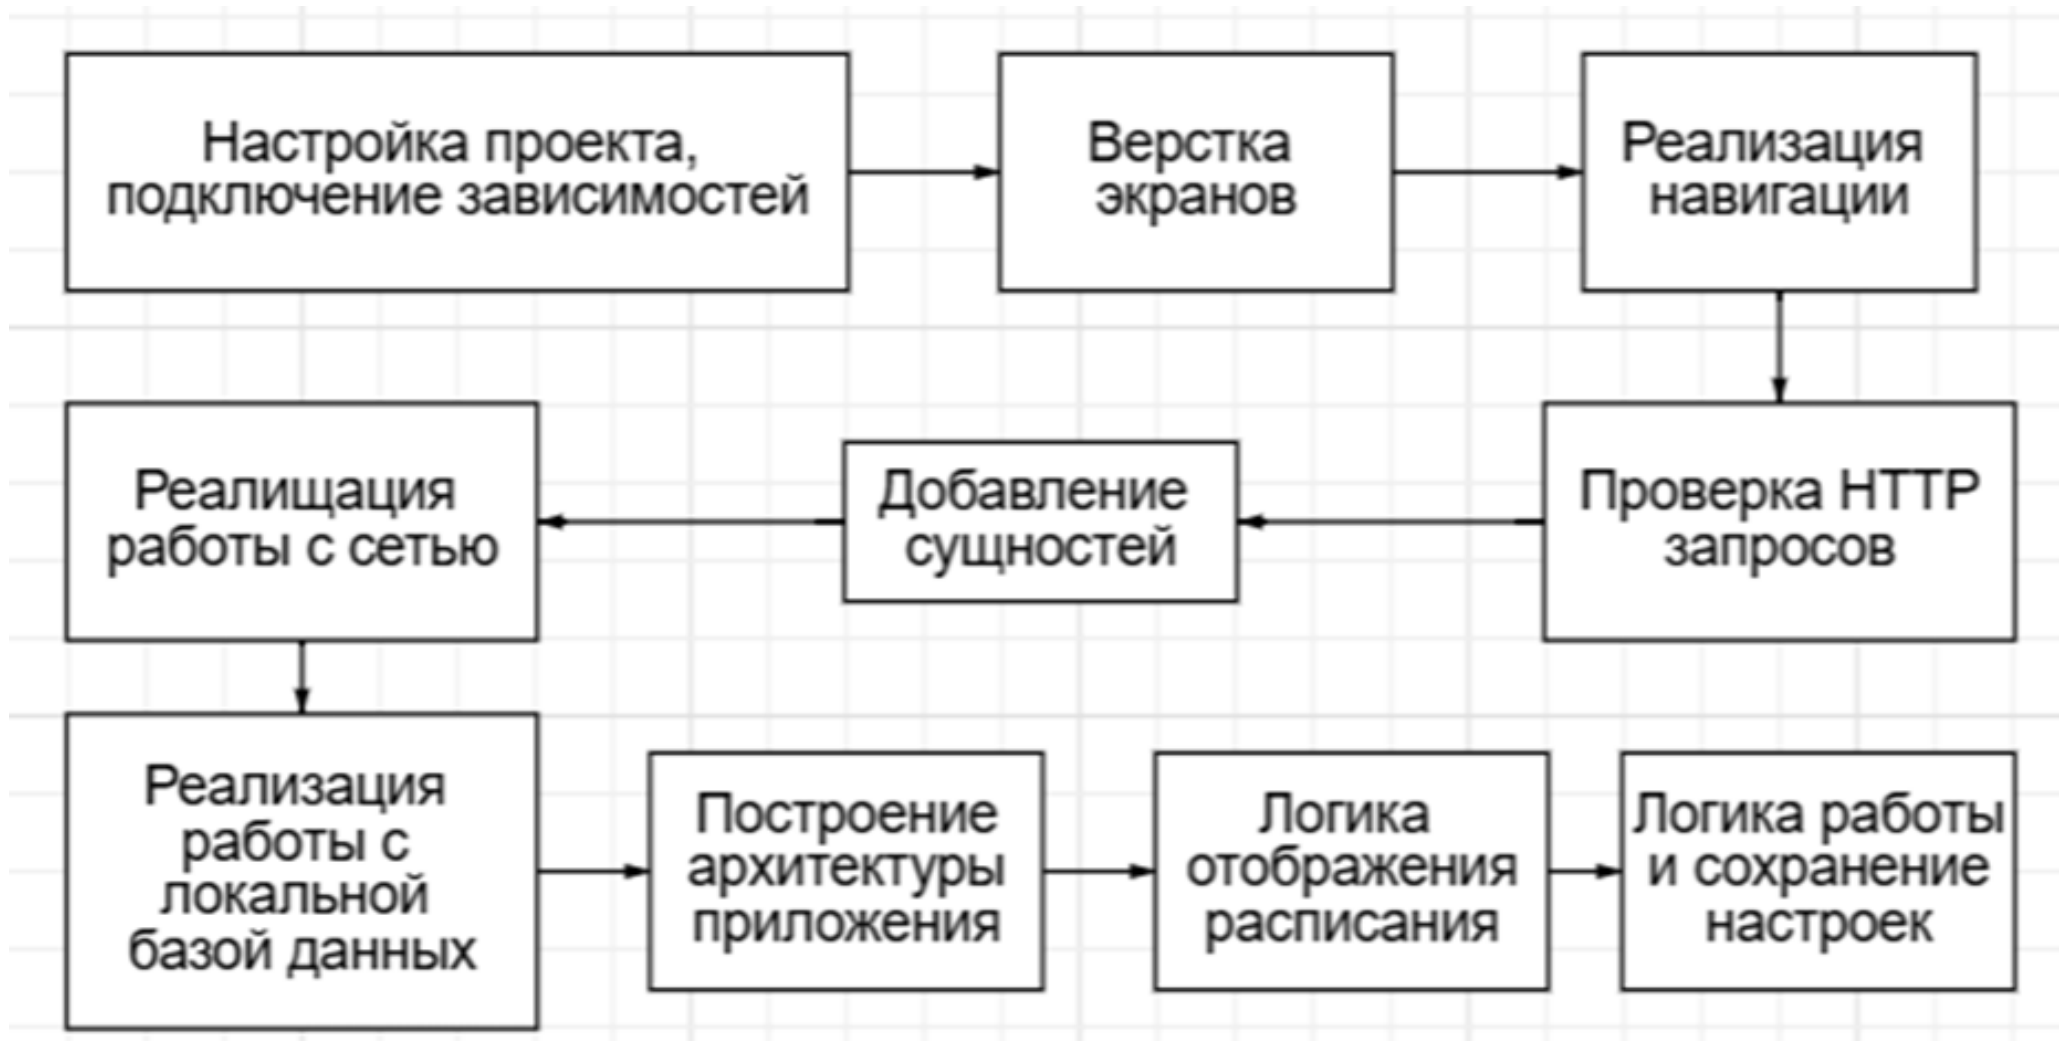 Настройка проекта,
подключение зависимостей
Верстка
экранов
Реализация
навигации
Проверка HTTP
запросов
Добавление
сущностей
Реалищация
работы с сетью
Реализация
работы с
локальной
базой данных
Построение
архитектуры
приложения
Логика
отображения
расписания
Логика работы
и сохранение
настроек